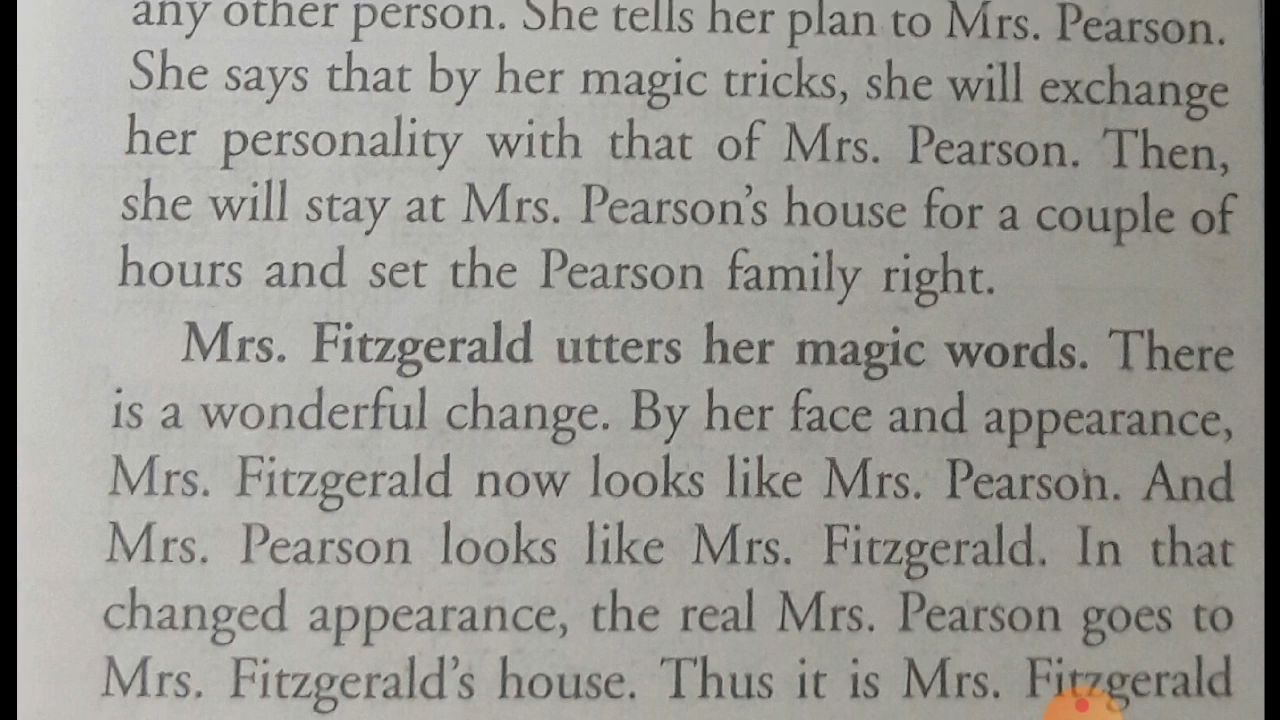 any other person. She tells her plan to Mrs. Pearson.
She says that by her magic tricks, she will exchange
her personality with that of Mrs. Pearson. Then,
she will stay at Mrs. Pearson's house for a couple of
hours and set the Pearson family right.
Mrs. Fitzgerald utters her magic words. There
is a wonderful change. By her face and appearance,
Mrs. Fitzgerald now looks like Mrs. Pearson. And
Mrs. Pearson looks like Mrs. Fitzgerald. In that
changed appearance, the real Mrs. Pearson goes to
Mrs. Fitzgerald's house. Thus it is Mrs. Fitzgerald